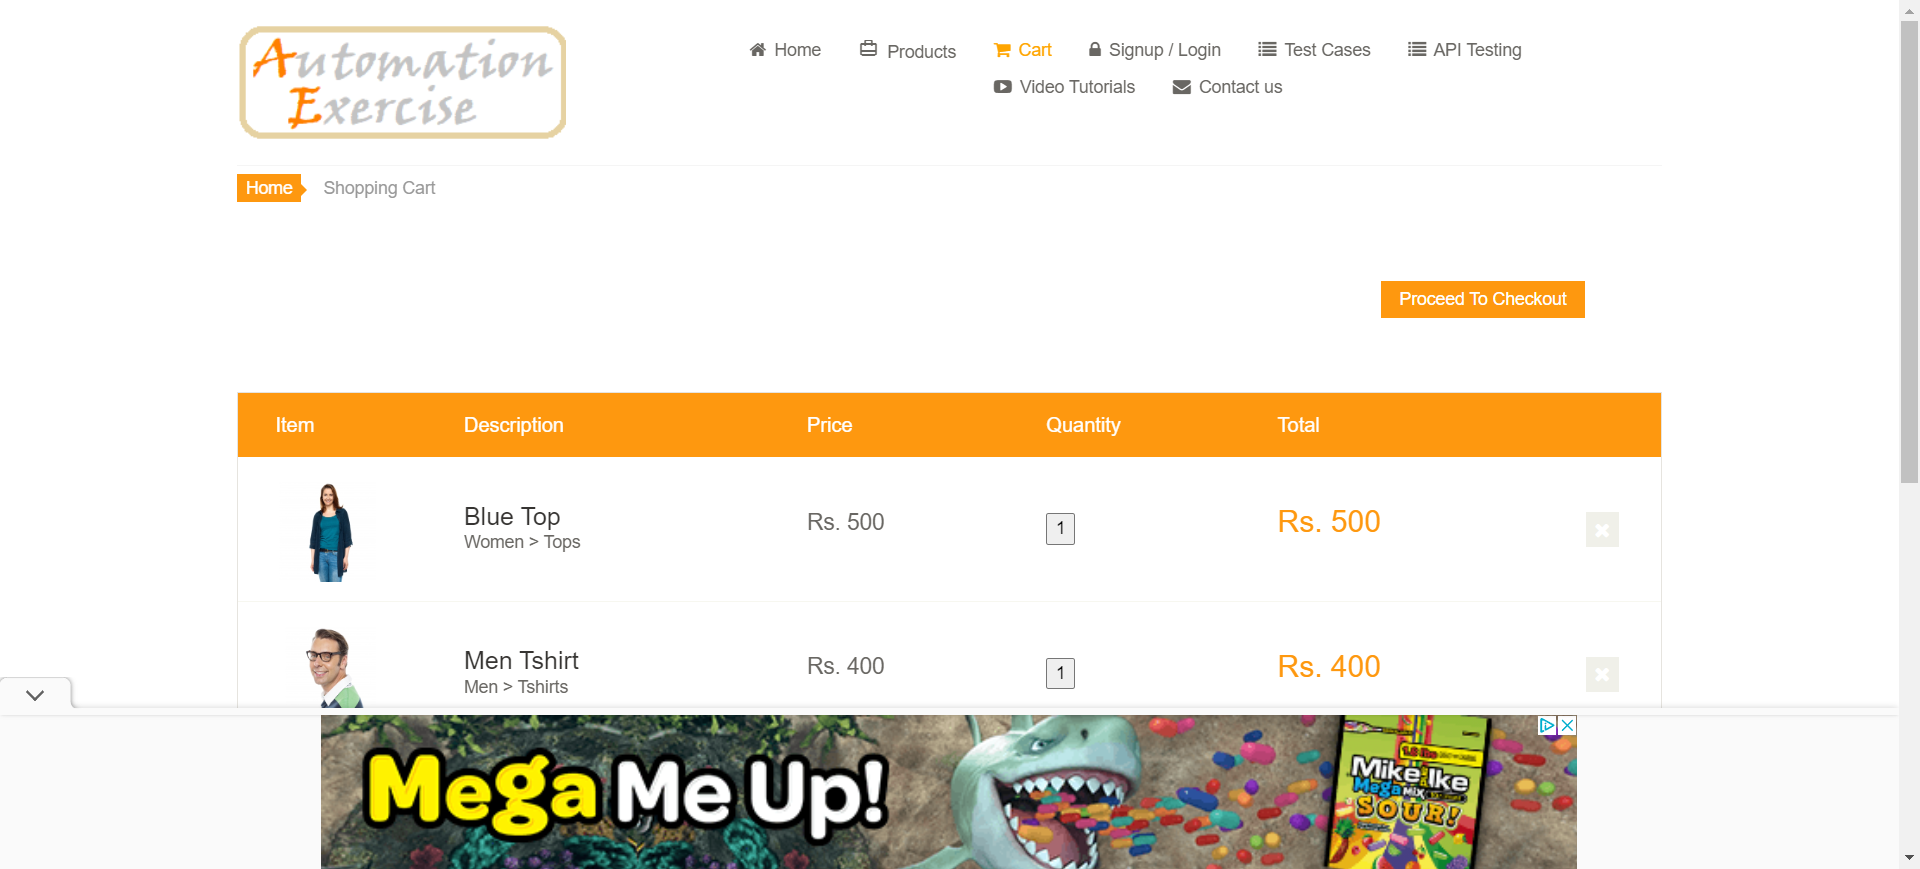 Automation
Exercise
Home
Products
Cart
Signup / Login
Test Cases
API Testing
Video Tutorials
Contact us
Home
Shopping Cart
Proceed To Checkout
Item Description Price Quantity Total
Blue Top
Women > Tops
Rs. 500
1
Rs. 500
Men Tshirt
Men > Tshirts
Rs. 400
1
Rs. 400
Mega Me Up!
Mike and Ike
Mega Mix
SOUR!